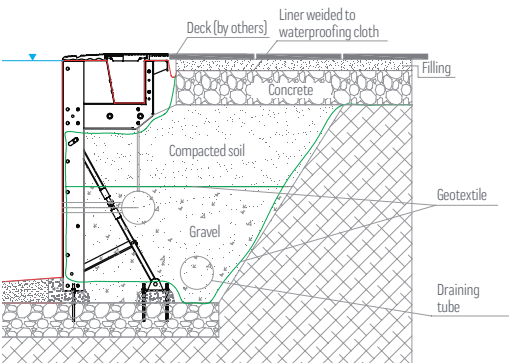 Liner weided to
waterproofing cloth
Deck (by others)
Filling
Concrete
Compacted soil
Geotextile
Gravel
Draining
tube